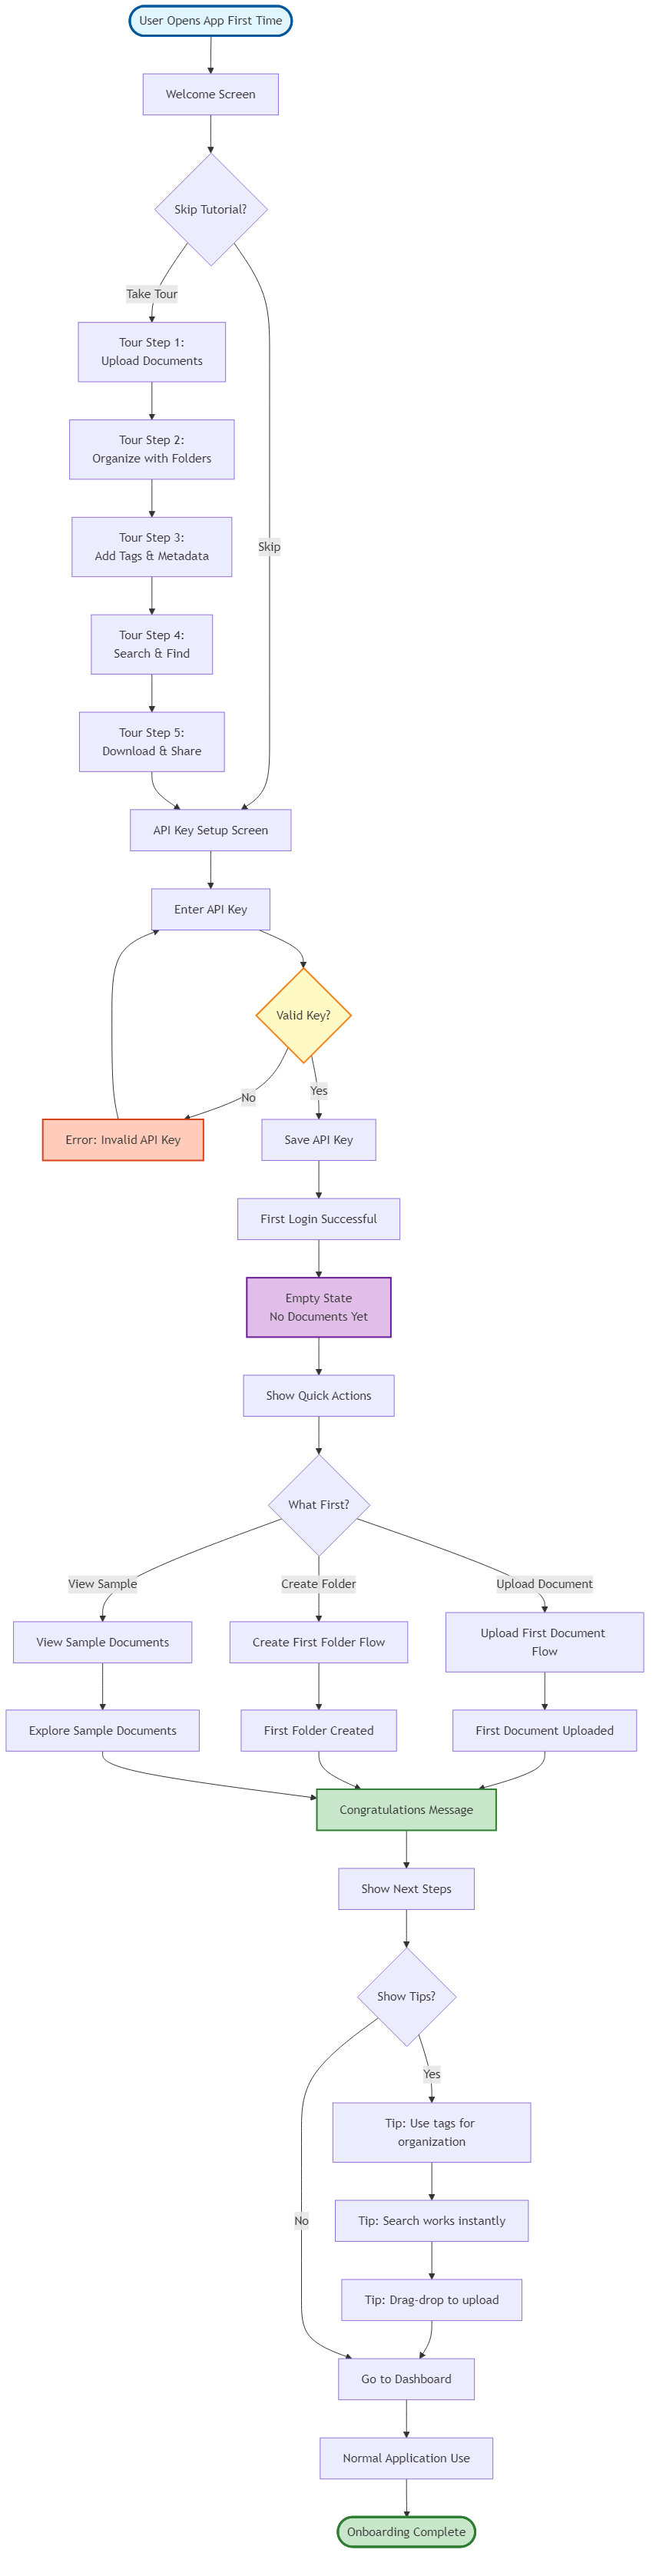 User Opens App First Time
Welcome Screen
Skip Tutorial?
Take Tour
Tour Step 1:
Upload Documents
Tour Step 2:
Organize with Folders
Tour Step 3:
Add Tags & Metadata
Skip
Tour Step 4:
Search & Find
Tour Step 5:
Download & Share
API Key Setup Screen
Enter API Key
Valid Key?
No
Yes
Error: Invalid API Key
Save API Key
First Login Successful
Empty State
No Documents Yet
Show Quick Actions
What First?
View Sample
Create Folder
Upload Document
View Sample Documents
Create First Folder Flow
Upload First Document
Flow
Explore Sample Documents
First Folder Created
First Document Uploaded
Congratulations Message
Show Next Steps
Show Tips?
Yes
Tip: Use tags for
organization
No
Tip: Search works instantly
Tip: Drag-drop to upload
Go to Dashboard
Normal Application Use
Onboarding Complete